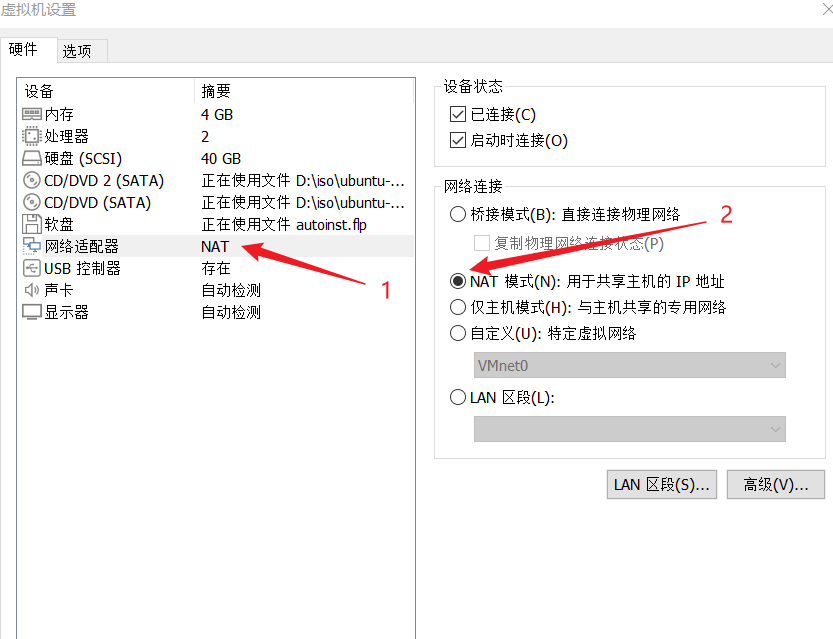 虚拟机设置
硬件 选项
设备 摘要
内存 4 GB
处理器 2
硬盘 (SCSI) 40 GB
CD/DVD 2 (SATA) 正在使用文件 D:\iso\ubuntu-...
CD/DVD (SATA) 正在使用文件 D:\iso\ubuntu-...
软盘 正在使用文件 autoinst.flp
网络适配器 NAT
USB 控制器 存在
声卡 自动检测
显示器 自动检测
1
设备状态
已连接(C)
启动时连接(O)
网络连接
桥接模式(B): 直接连接物理网络
2
复制物理网络连接状态(P)
NAT 模式(N): 用于共享主机的 IP 地址
仅主机模式(H): 与主机共享的专用网络
自定义(U): 特定虚拟网络
VMnet0
LAN 区段(L):
LAN 区段(S)... 高级(V)...